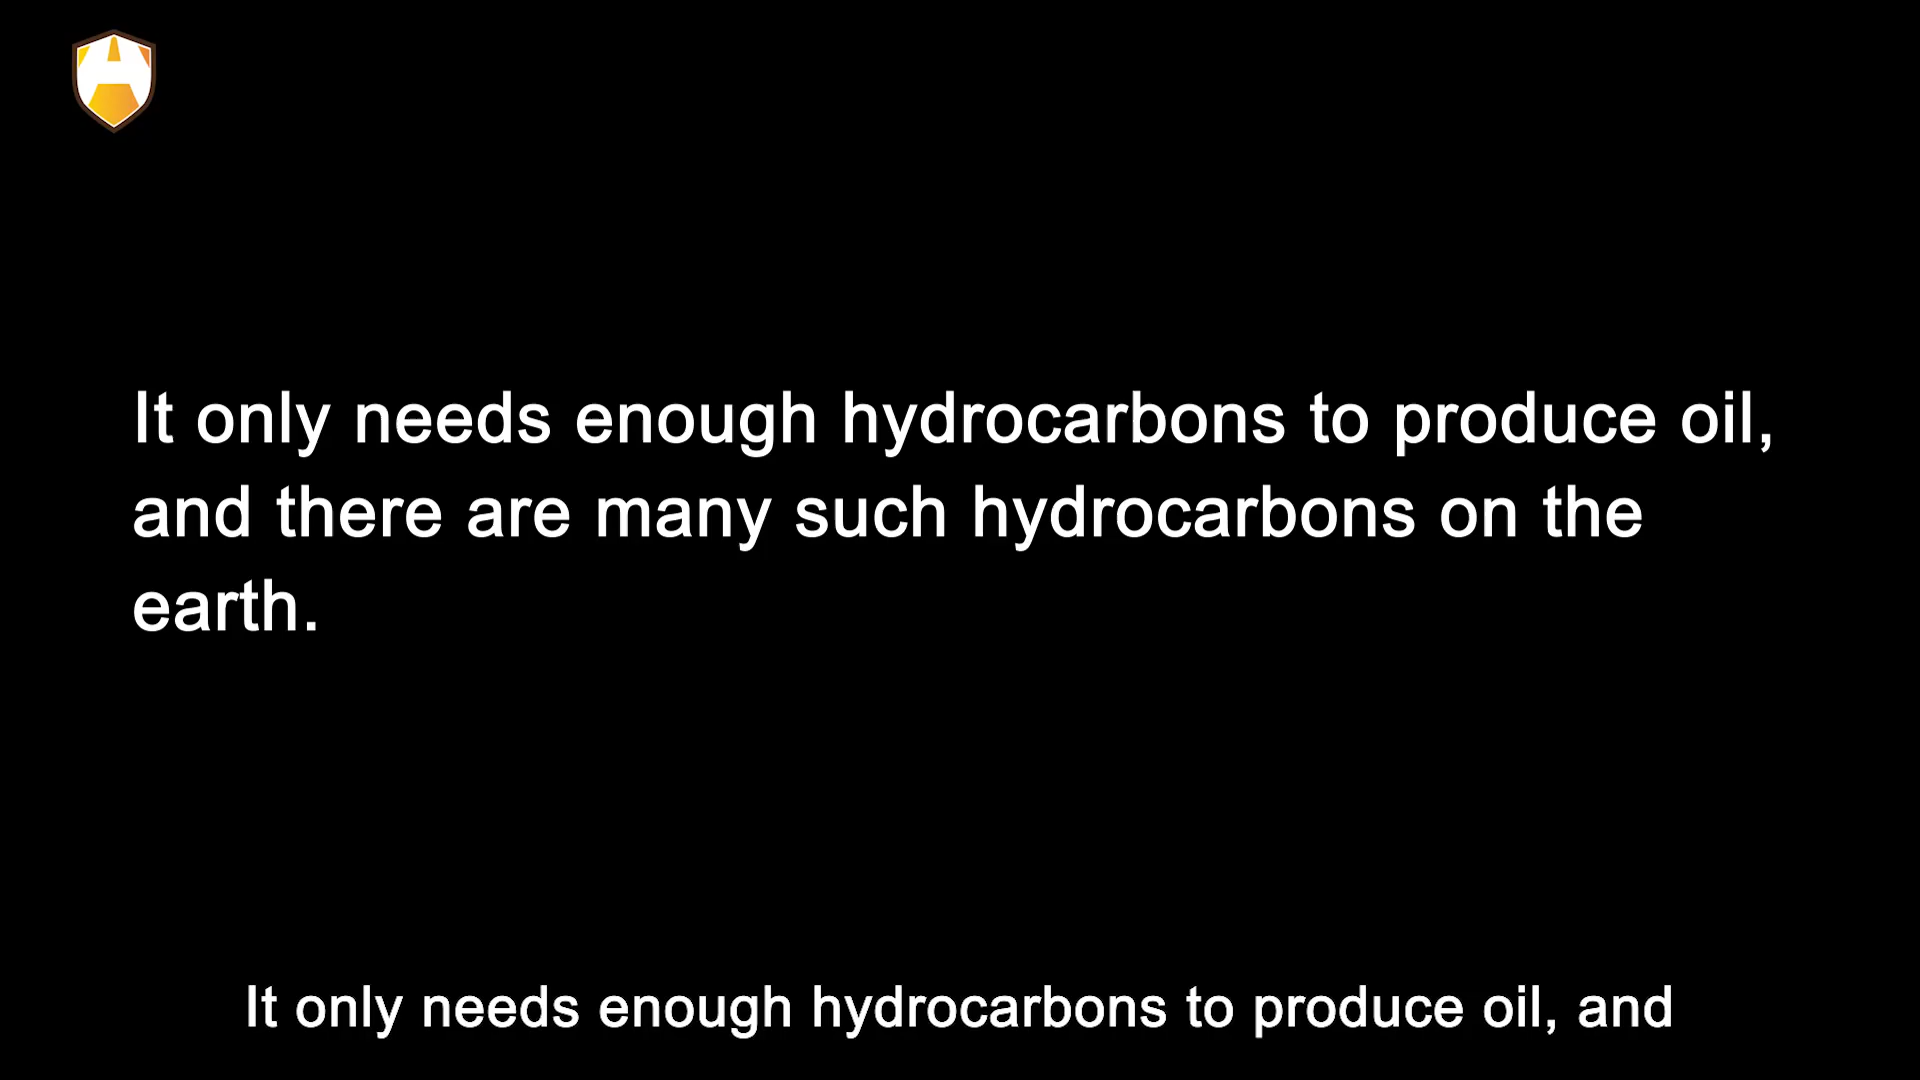 It only needs enough hydrocarbons to produce oil,
and there are many such hydrocarbons on the
earth.
It only needs enough hydrocarbons to produce oil, and